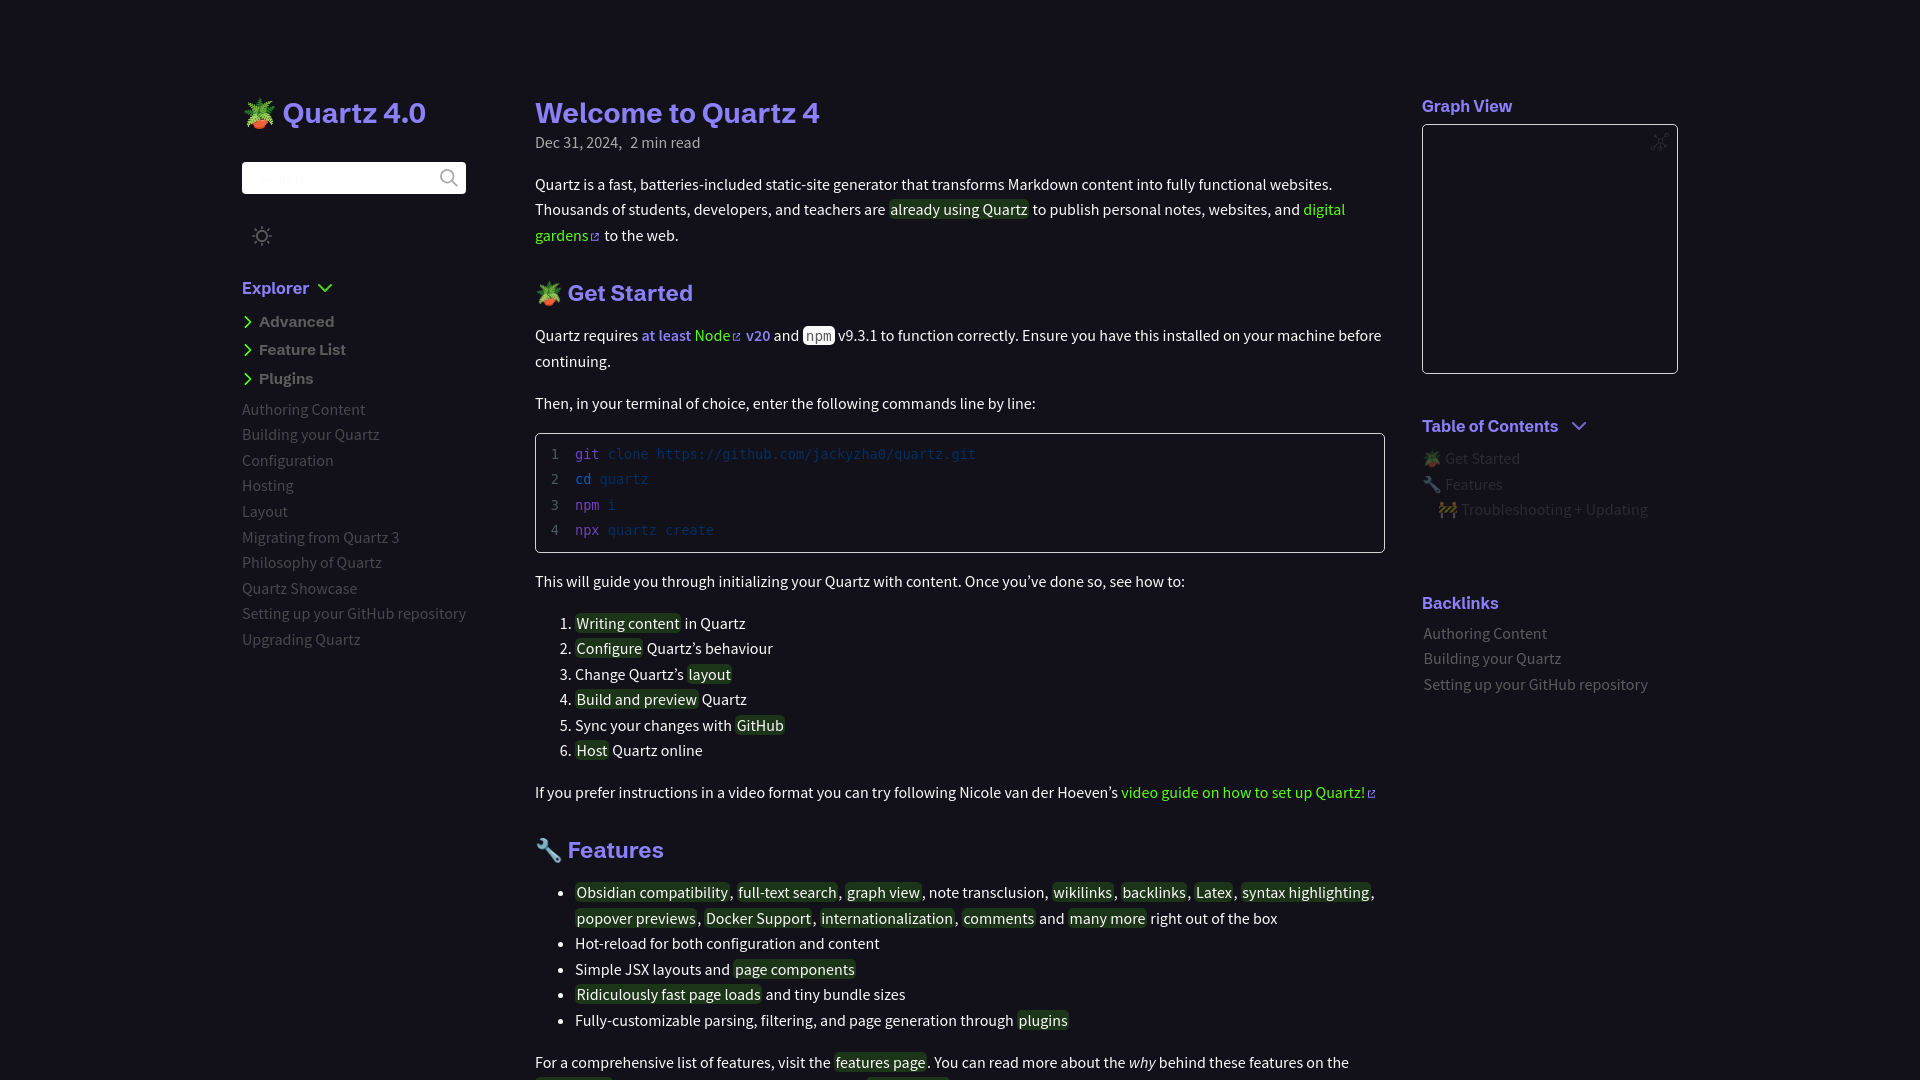 🪴 Quartz 4.0
Explorer
Advanced
Feature List
Plugins
Authoring Content
Building your Quartz
Configuration
Hosting
Layout
Migrating from Quartz 3
Philosophy of Quartz
Quartz Showcase
Setting up your GitHub repository
Upgrading Quartz
Welcome to Quartz 4
Dec 31, 2024, 2 min read
Quartz is a fast, batteries-included static-site generator that transforms Markdown content into fully functional websites.
Thousands of students, developers, and teachers are already using Quartz to publish personal notes, websites, and digital
gardens to the web.
🪴 Get Started
Quartz requires at least Node v20 and npm v9.3.1 to function correctly. Ensure you have this installed on your machine before
continuing.
Then, in your terminal of choice, enter the following commands line by line:
1 git clone https://github.com/jackyzha0/quartz.git
2 cd quartz
3 npm i
4 npx quartz create
This will guide you through initializing your Quartz with content. Once you’ve done so, see how to:
1. Writing content in Quartz
2. Configure Quartz’s behaviour
3. Change Quartz’s layout
4. Build and preview Quartz
5. Sync your changes with GitHub
6. Host Quartz online
If you prefer instructions in a video format you can try following Nicole van der Hoeven’s video guide on how to set up Quartz!
🔧 Features
• Obsidian compatibility, full-text search, graph view, note transclusion, wikilinks, backlinks, Latex, syntax highlighting,
popover previews, Docker Support, internationalization, comments and many more right out of the box
• Hot-reload for both configuration and content
• Simple JSX layouts and page components
• Ridiculously fast page loads and tiny bundle sizes
• Fully-customizable parsing, filtering, and page generation through plugins
For a comprehensive list of features, visit the features page. You can read more about the why behind these features on the
Graph View
Table of Contents
🪴 Get Started
🔧 Features
🚧 Troubleshooting + Updating
Backlinks
Authoring Content
Building your Quartz
Setting up your GitHub repository